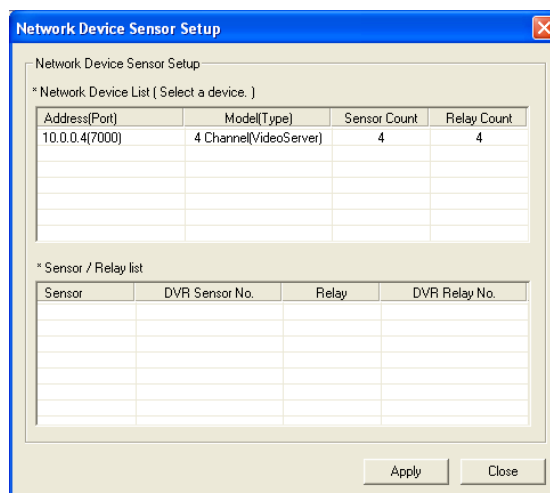 Network Device Sensor Setup
Network Device Sensor Setup
* Network Device List ( Select a device. )
Address(Port) Model(Type) Sensor Count Relay Count
10.0.0.4(7000) 4 Channel(VideoServer) 4 4
* Sensor / Relay list
Sensor DVR Sensor No. Relay DVR Relay No.
Apply Close